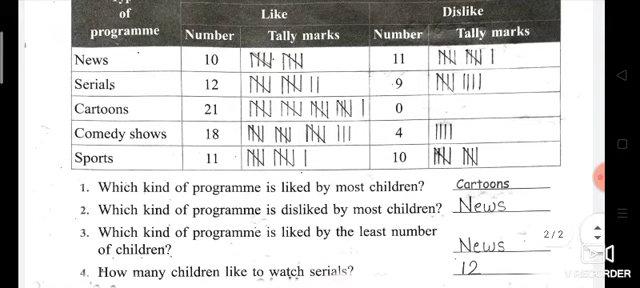 of
programme
Like
Dislike
Number Tally marks Number Tally marks
News 10 11
Serials 12 9
Cartoons 21 0
Comedy shows 18 4
Sports 11 10
1. Which kind of programme is liked by most children? Cartoons
2. Which kind of programme is disliked by most children? News
3. Which kind of programme is liked by the least number
of children? News
2/2
4. How many children like to watch serials? 12
V RECORDER